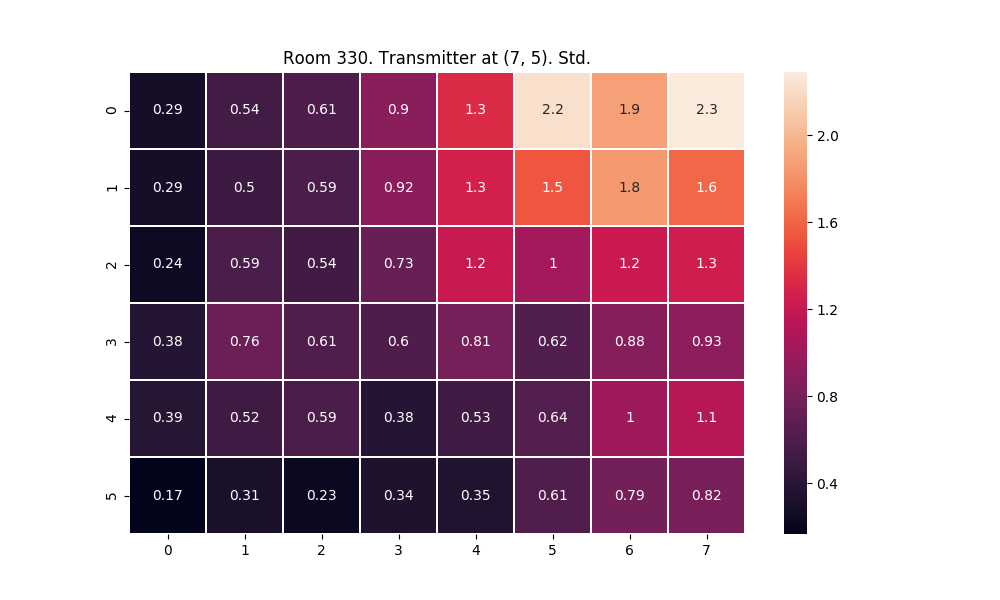 Room 330. Transmitter at (7, 5). Std.
0 0.29 0.54 0.61 0.9 1.3 2.2 1.9 2.3
1 0.29 0.5 0.59 0.92 1.3 1.5 1.8 1.6
2 0.24 0.59 0.54 0.73 1.2 1 1.2 1.3
3 0.38 0.76 0.61 0.6 0.81 0.62 0.88 0.93
4 0.39 0.52 0.59 0.38 0.53 0.64 1 1.1
5 0.17 0.31 0.23 0.34 0.35 0.61 0.79 0.82
0 1 2 3 4 5 6 7
2.0
1.6
1.2
0.8
0.4